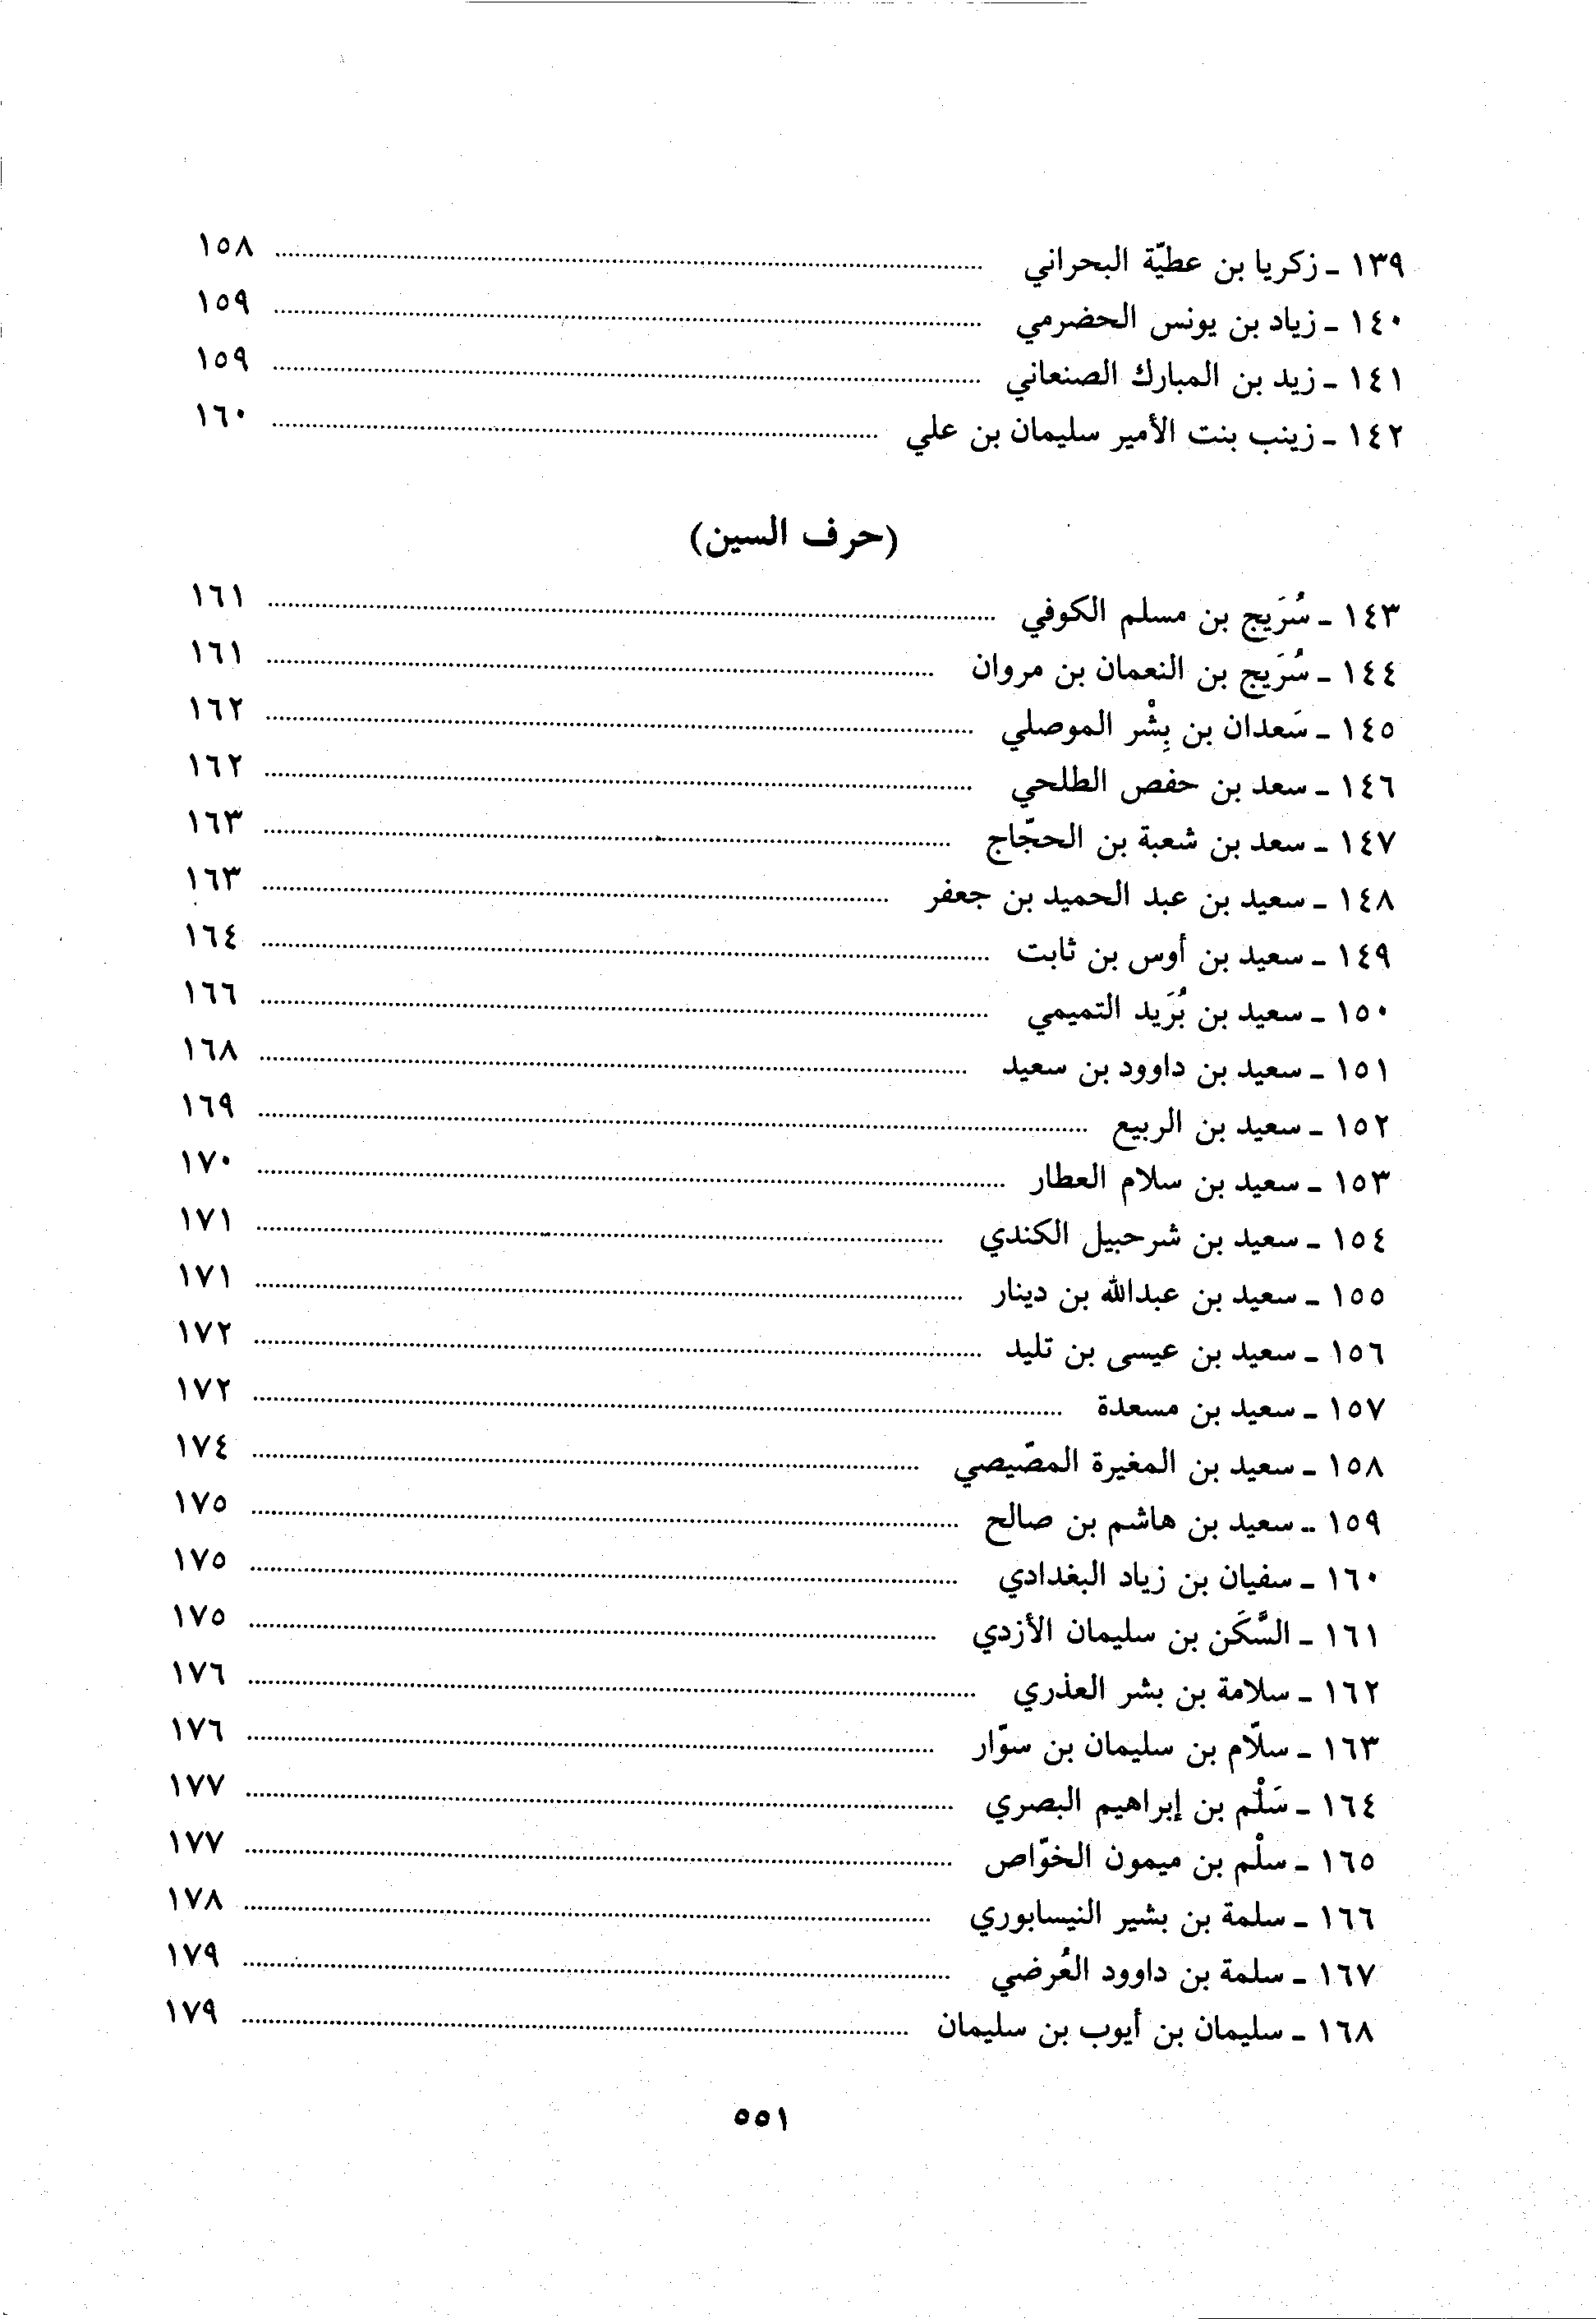 ١٣٩ ـ زكريا بن عطيّة البحراني ........ ١٥٨
١٤٠ ـ زياد بن يونس الحضرمي ........ ١٥٩
١٤١ ـ زيد بن المبارك الصنعاني ........ ١٥٩
١٤٢ ـ زينب بنت الأمير سليمان بن علي ........ ١٦٠
(حرف السين)
١٤٣ ـ سُرَيج بن مسلم الكوفي ........ ١٦١
١٤٤ ـ سُرَيج بن النعمان بن مروان ........ ١٦١
١٤٥ ـ سَعدان بن بِشْر الموصلي ........ ١٦٢
١٤٦ ـ سعد بن حفص الطلحي ........ ١٦٢
١٤٧ ـ سعد بن شعبة بن الحجّاج ........ ١٦٣
١٤٨ ـ سعيد بن عبد الحميد بن جعفر ........ ١٦٣
١٤٩ ـ سعيد بن أوس بن ثابت ........ ١٦٤
١٥٠ ـ سعيد بن بُرَيد التميمي ........ ١٦٦
١٥١ ـ سعيد بن داوود بن سعيد ........ ١٦٨
١٥٢ ـ سعيد بن الربيع ........ ١٦٩
١٥٣ ـ سعيد بن سلام العطار ........ ١٧٠
١٥٤ ـ سعيد بن شرحبيل الكندي ........ ١٧١
١٥٥ ـ سعيد بن عبدالله بن دينار ........ ١٧١
١٥٦ ـ سعيد بن عيسى بن تليد ........ ١٧٢
١٥٧ ـ سعيد بن مسعدة ........ ١٧٢
١٥٨ ـ سعيد بن المغيرة المصّيصي ........ ١٧٤
١٥٩ ـ سعيد بن هاشم بن صالح ........ ١٧٥
١٦٠ ـ سفيان بن زياد البغدادي ........ ١٧٥
١٦١ ـ السَّكَن بن سليمان الأزدي ........ ١٧٥
١٦٢ ـ سلامة بن بشر العذري ........ ١٧٦
١٦٣ ـ سلّام بن سليمان بن سوّار ........ ١٧٦
١٦٤ ـ سَلْم بن إبراهيم البصري ........ ١٧٧
١٦٥ ـ سلْم بن ميمون الخوّاص ........ ١٧٧
١٦٦ ـ سلمة بن بشير النيسابوري ........ ١٧٨
١٦٧ ـ سلمة بن داوود العُرضي ........ ١٧٩
١٦٨ ـ سليمان بن أيوب بن سليمان ........ ١٧٩
٥٥١